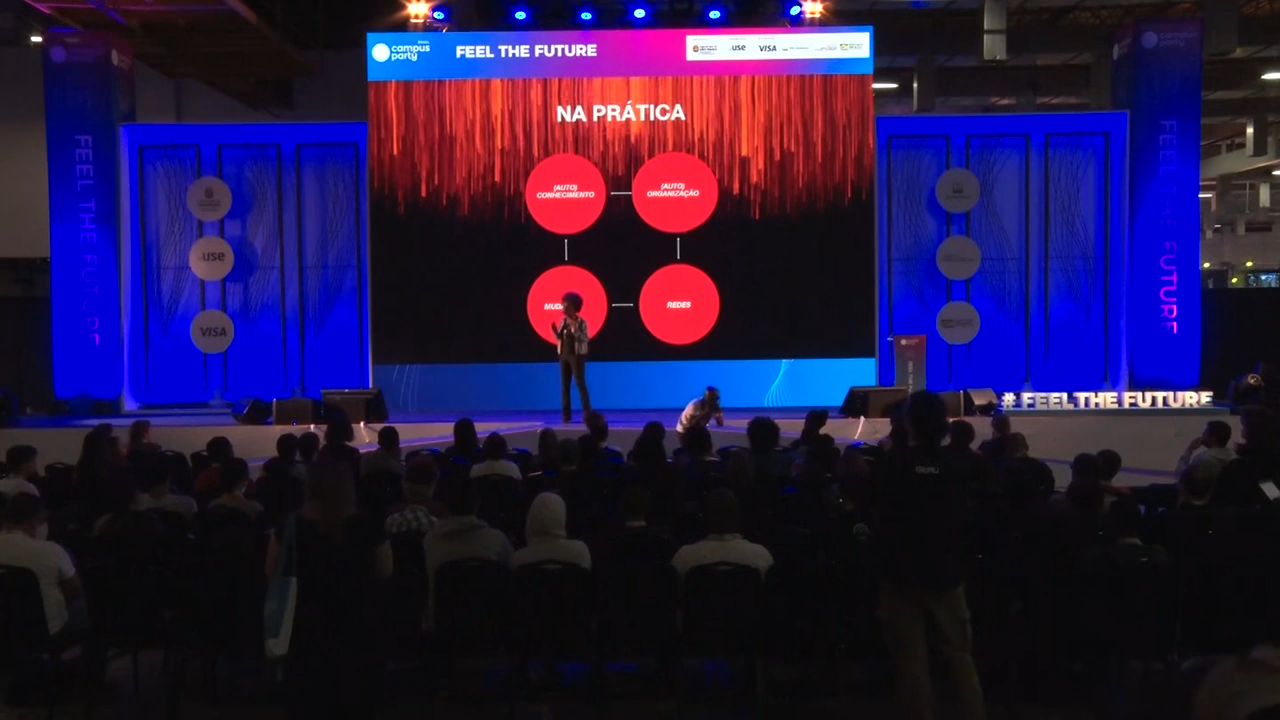 BRASIL
campus
party
FEEL THE FUTURE
.use
VISA
NA PRÁTICA
(AUTO)
CONHECIMENTO
(AUTO)
ORGANIZAÇÃO
REDES
FEEL THE FUTURE
.use
VISA
FEEL THE FUTURE
# FEEL THE FUTURE